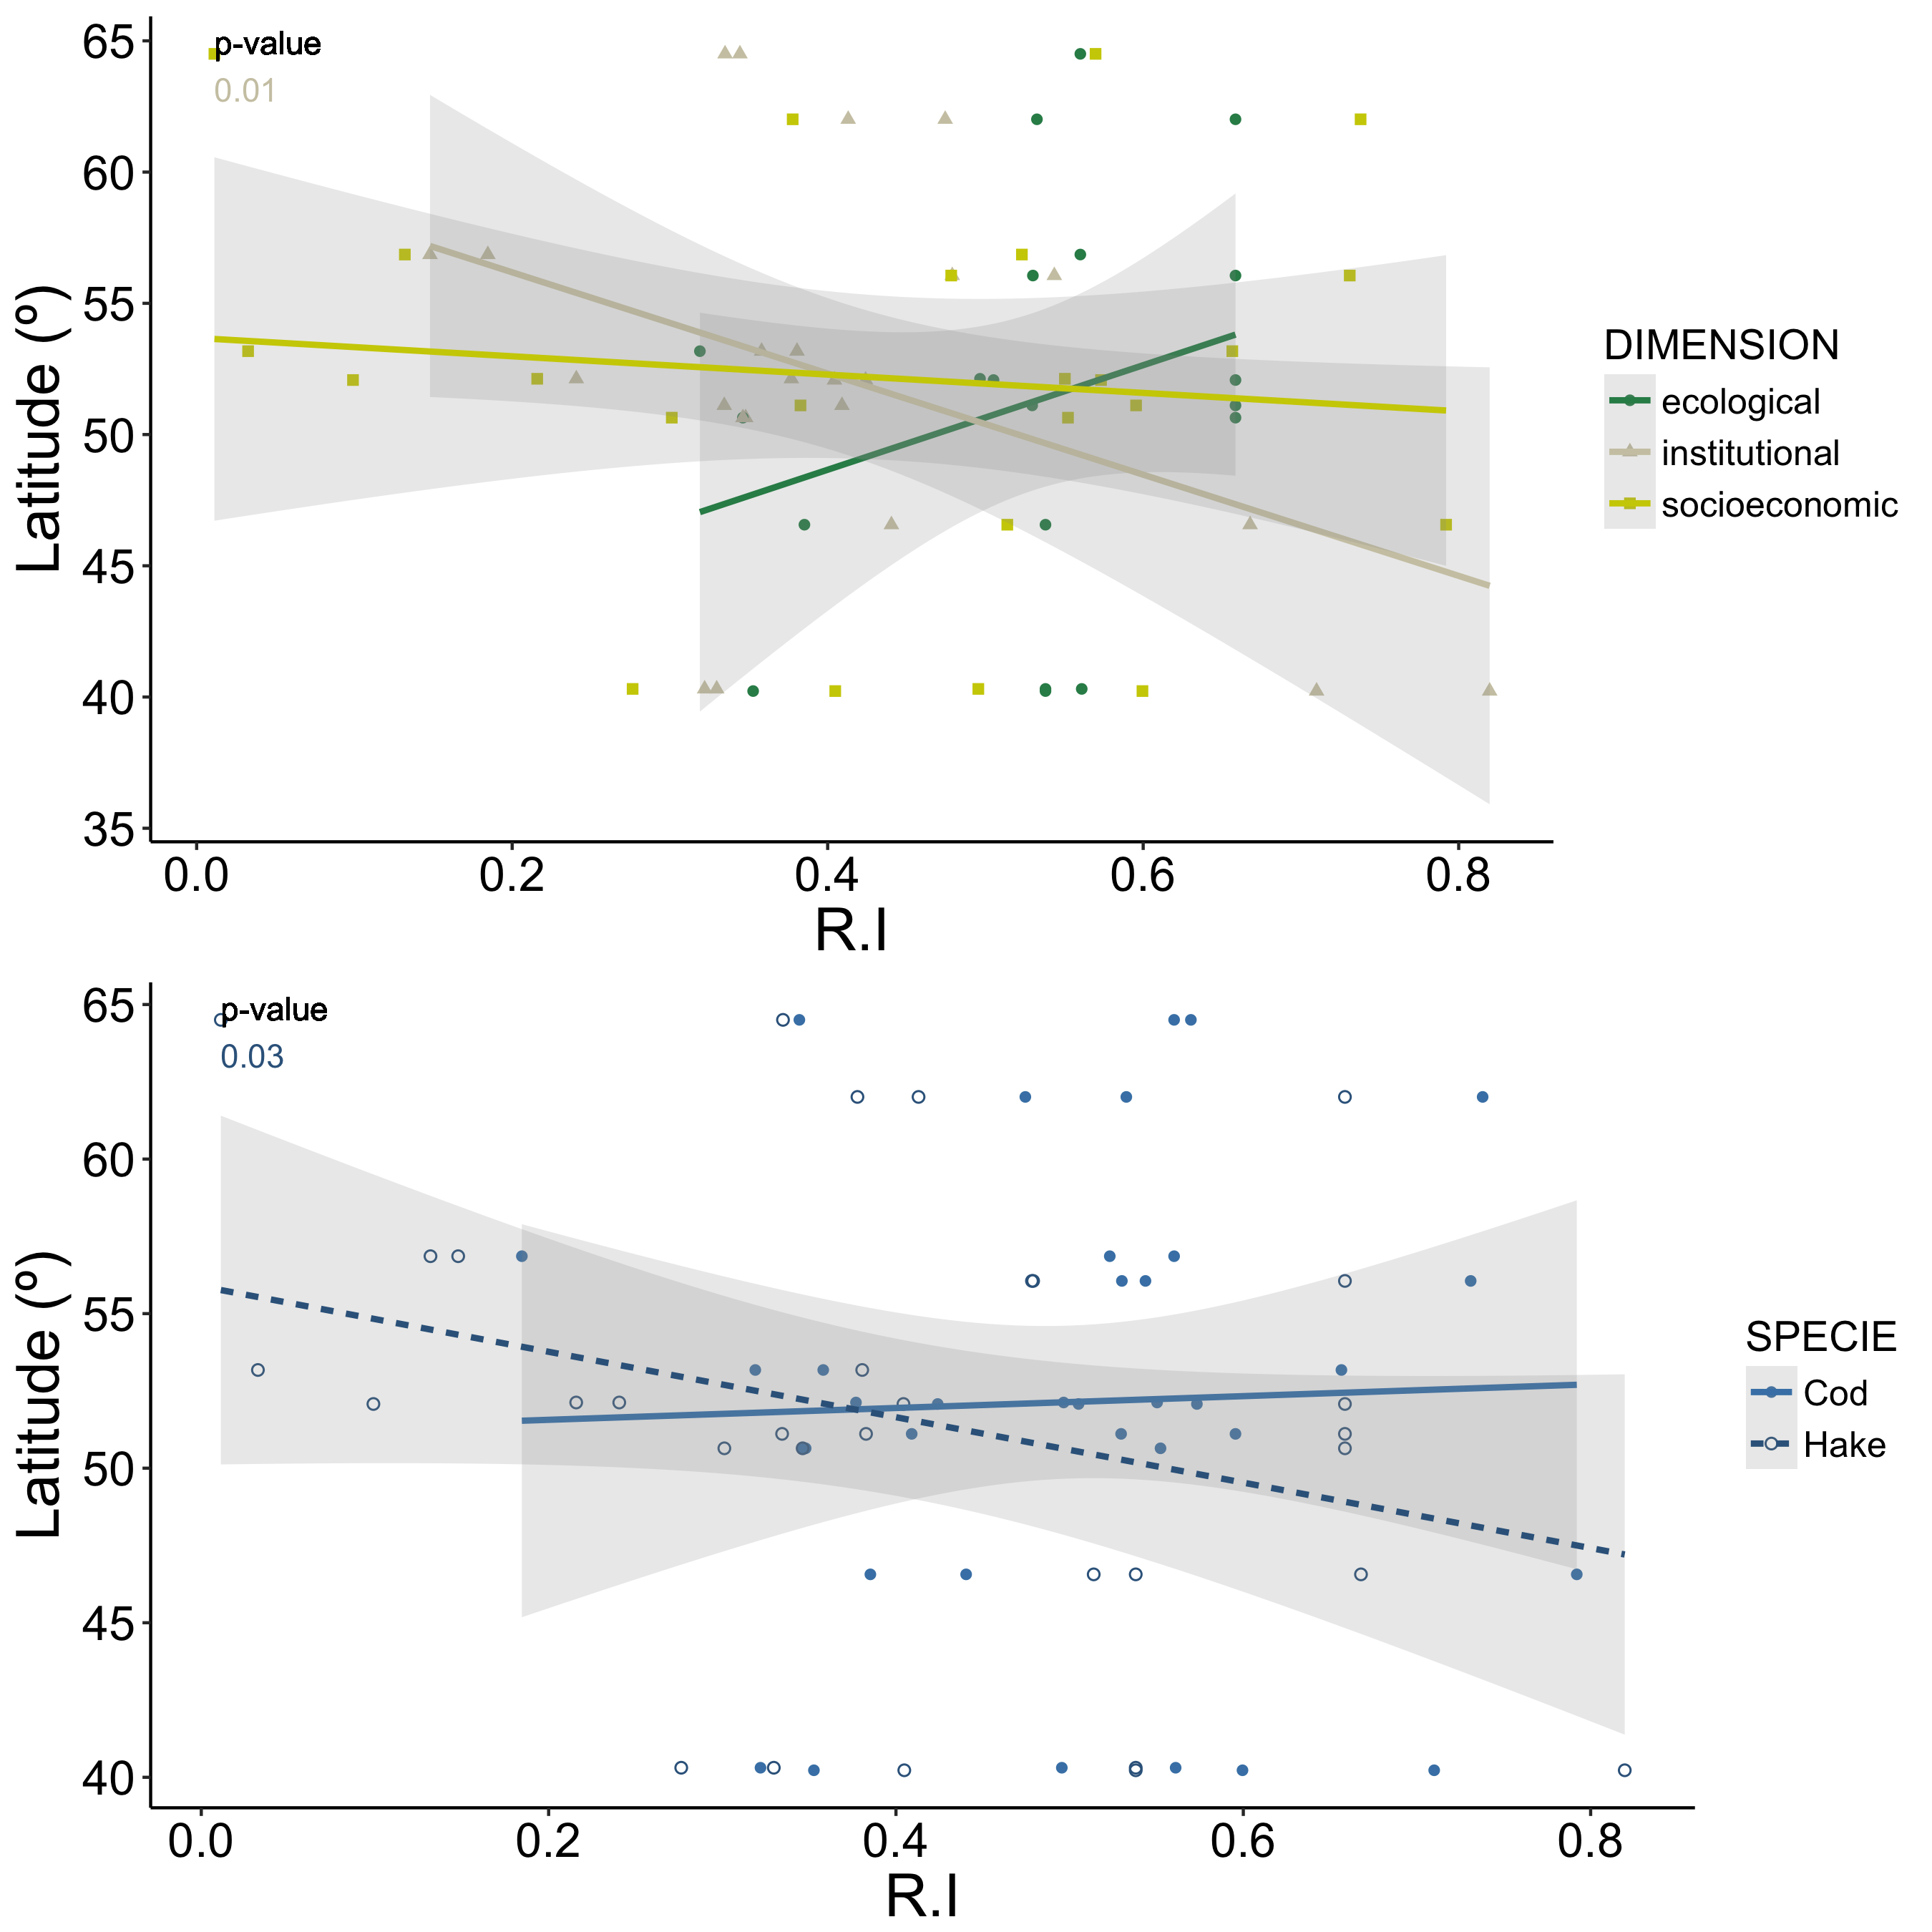 65
60
55
50
45
40
35
Latitude (º)
p-value
0.01
0.0 0.2 0.4 0.6 0.8
R.I
DIMENSION
ecological
institutional
socioeconomic
65
60
55
50
45
40
Latitude (º)
p-value
0.03
0.0 0.2 0.4 0.6 0.8
R.I
SPECIE
Cod
Hake